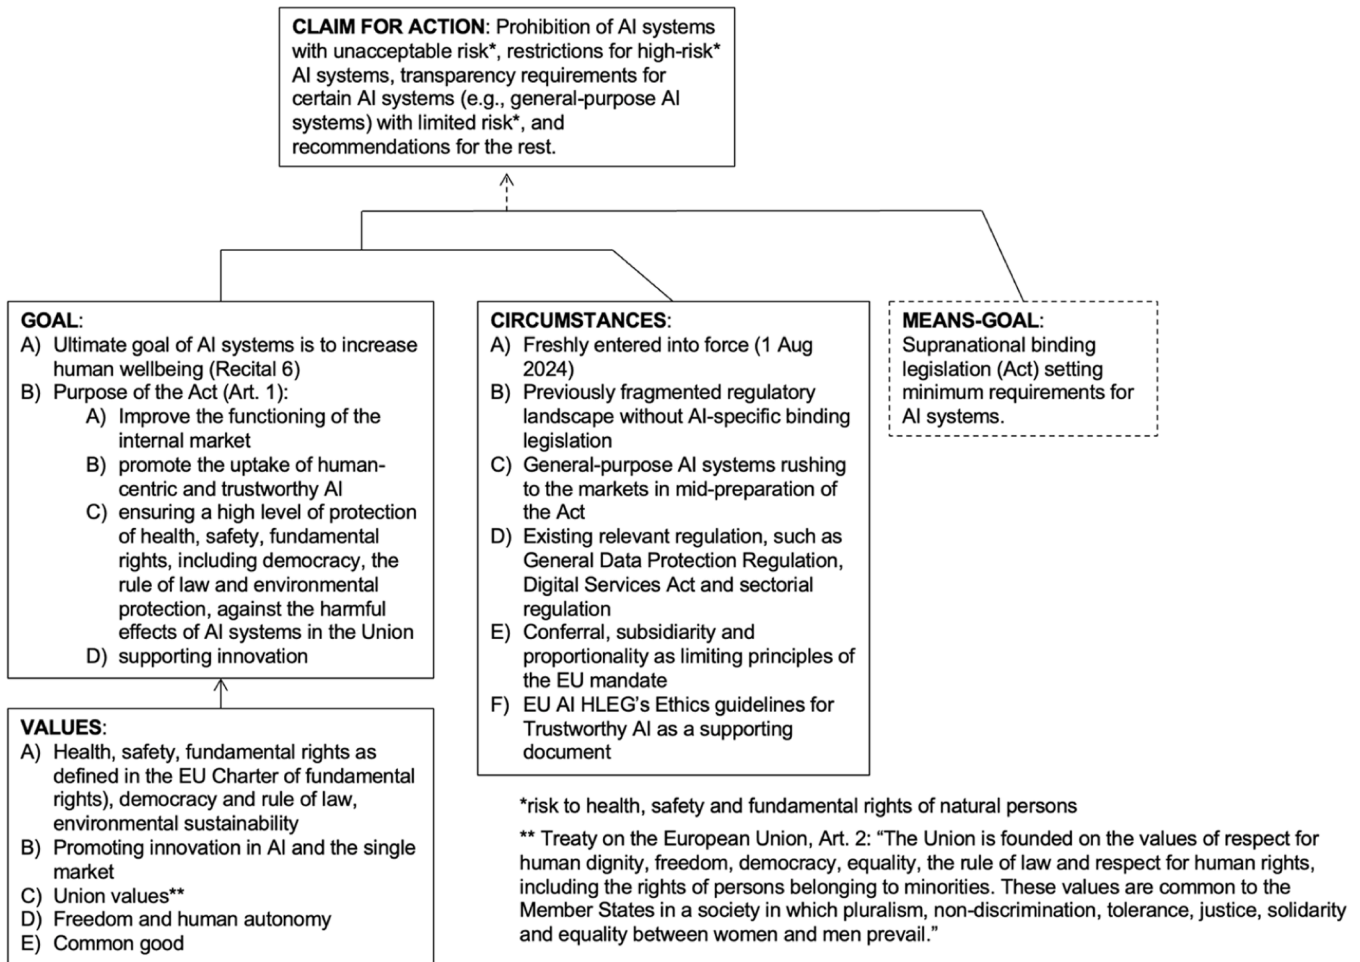 CLAIM FOR ACTION: Prohibition of AI systems
with unacceptable risk*, restrictions for high-risk*
AI systems, transparency requirements for
certain AI systems (e.g., general-purpose AI
systems) with limited risk*, and
recommendations for the rest.
GOAL:
A) Ultimate goal of AI systems is to increase
human wellbeing (Recital 6)
B) Purpose of the Act (Art. 1):
A) Improve the functioning of the
internal market
B) promote the uptake of human-
centric and trustworthy AI
C) ensuring a high level of protection
of health, safety, fundamental
rights, including democracy, the
rule of law and environmental
protection, against the harmful
effects of AI systems in the Union
D) supporting innovation
CIRCUMSTANCES:
A) Freshly entered into force (1 Aug
2024)
B) Previously fragmented regulatory
landscape without AI-specific binding
legislation
C) General-purpose AI systems rushing
to the markets in mid-preparation of
the Act
D) Existing relevant regulation, such as
General Data Protection Regulation,
Digital Services Act and sectorial
regulation
E) Conferral, subsidiarity and
proportionality as limiting principles of
the EU mandate
F) EU AI HLEG's Ethics guidelines for
Trustworthy AI as a supporting
document
MEANS-GOAL:
Supranational binding
legislation (Act) setting
minimum requirements for
AI systems.
VALUES:
A) Health, safety, fundamental rights as
defined in the EU Charter of fundamental
rights), democracy and rule of law,
environmental sustainability
B) Promoting innovation in AI and the single
market
C) Union values**
D) Freedom and human autonomy
E) Common good
*risk to health, safety and fundamental rights of natural persons
** Treaty on the European Union, Art. 2: “The Union is founded on the values of respect for
human dignity, freedom, democracy, equality, the rule of law and respect for human rights,
including the rights of persons belonging to minorities. These values are common to the
Member States in a society in which pluralism, non-discrimination, tolerance, justice, solidarity
and equality between women and men prevail.”